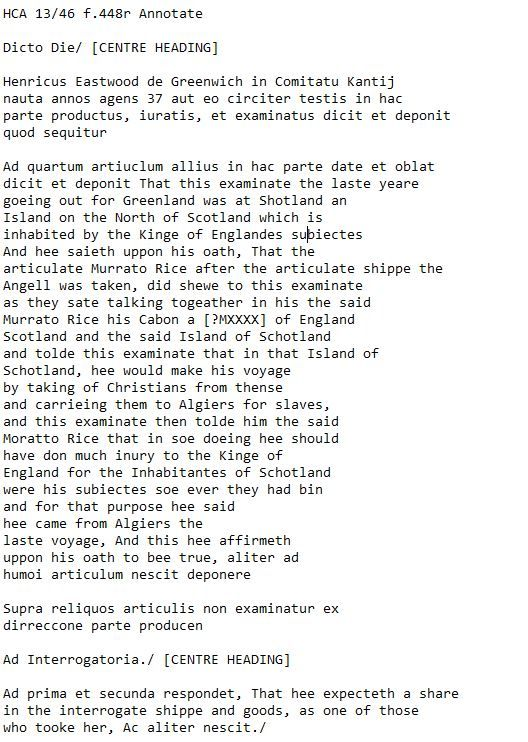 HCA 13/46 f.448r Annotate
Dicto Die/ [CENTRE HEADING]
Henricus Eastwood de Greenwich in Comitatu Kantij
nauta annos agens 37 aut eo circiter testis in hac
parte productus, iuratis, et examinatus dicit et deponit
quod sequitur
Ad quartum artiuclum allius in hac parte date et oblat
dicit et deponit That this examinate the laste yeare
goeing out for Greenland was at Shotland an
Island on the North of Scotland which is
inhabited by the Kinge of Englandes subiectes
And hee saieth uppon his oath, That the
articulate Murrato Rice after the articulate shippe the
Angell was taken, did shewe to this examinate
as they sate talking togeather in his the said
Murrato Rice his Cabon a [?MXXXX] of England
Scotland and the said Island of Schotland
and tolde this examinate that in that Island of
Schotland, hee would make his voyage
by taking of Christians from thense
and carrieing them to Algiers for slaves,
and this examinate then tolde him the said
Moratto Rice that in soe doeing hee should
have don much inury to the Kinge of
England for the Inhabitantes of Schotland
were his subiectes soe ever they had bin
and for that purpose hee said
hee came from Algiers the
laste voyage, And this hee affirmeth
uppon his oath to bee true, aliter ad
humoi articulum nescit deponere
Supra reliquos articulis non examinatur ex
dirreccone parte producen
Ad Interrogatoria./ [CENTRE HEADING]
Ad prima et secunda respondet, That hee expecteth a share
in the interrogate shippe and goods, as one of those
who tooke her, Ac aliter nescit./